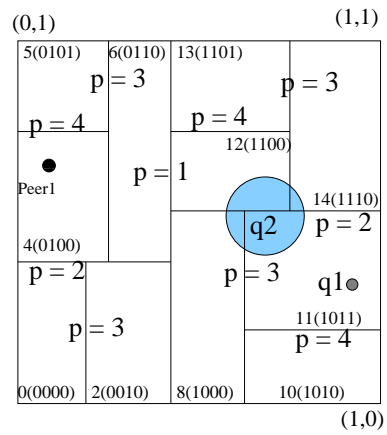 (0,1) (1,1)
5(0101) 6(0110) 13(1101)
p = 3 p = 3
p = 4 p = 4
12(1100)
Peer1 p = 1
14(1110)
q2 p = 2
4(0100)
p = 2 p = 3 q1
11(1011)
p = 3 p = 4
0(0000) 2(0010) 8(1000) 10(1010)
(1,0)